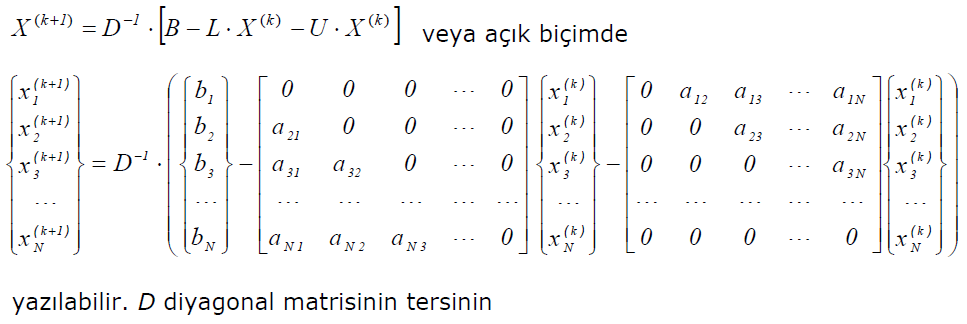 X^(k+1) = D^-1 · [B − L · X^(k) − U · X^(k)] veya açık biçimde
{x_1^(k+1) x_2^(k+1) x_3^(k+1) ... x_N^(k+1)} = D^-1 · ( {b_1 b_2 b_3 ... b_N} − [0 0 0 ... 0; a_21 0 0 ... 0; a_31 a_32 0 ... 0; ... ... ... ... ...; a_N1 a_N2 a_N3 ... 0] {x_1^(k) x_2^(k) x_3^(k) ... x_N^(k)} − [0 a_12 a_13 ... a_1N; 0 0 a_23 ... a_2N; 0 0 0 ... a_3N; ... ... ... ... ...; 0 0 0 ... 0] {x_1^(k) x_2^(k) x_3^(k) ... x_N^(k)} )
yazılabilir. D diyagonal matrisinin tersinin